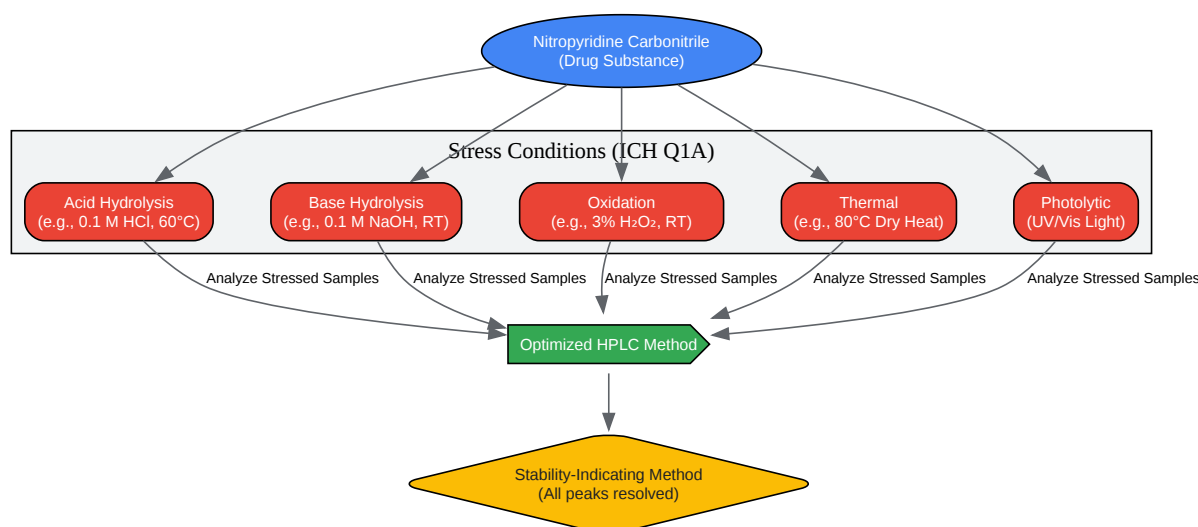 Nitropyridine Carbonitrile
(Drug Substance)
Stress Conditions (ICH Q1A)
Acid Hydrolysis
(e.g., 0.1 M HCl, 60°C)
Base Hydrolysis
(e.g., 0.1 M NaOH, RT)
Oxidation
(e.g., 3% H₂O₂, RT)
Thermal
(e.g., 80°C Dry Heat)
Photolytic
(UV/Vis Light)
Analyze Stressed Samples
Analyze Stressed Samples
Analyze Stressed Samples
Analyze Stressed Samples
Analyze Stressed Samples
Optimized HPLC Method
Stability-Indicating Method
(All peaks resolved)